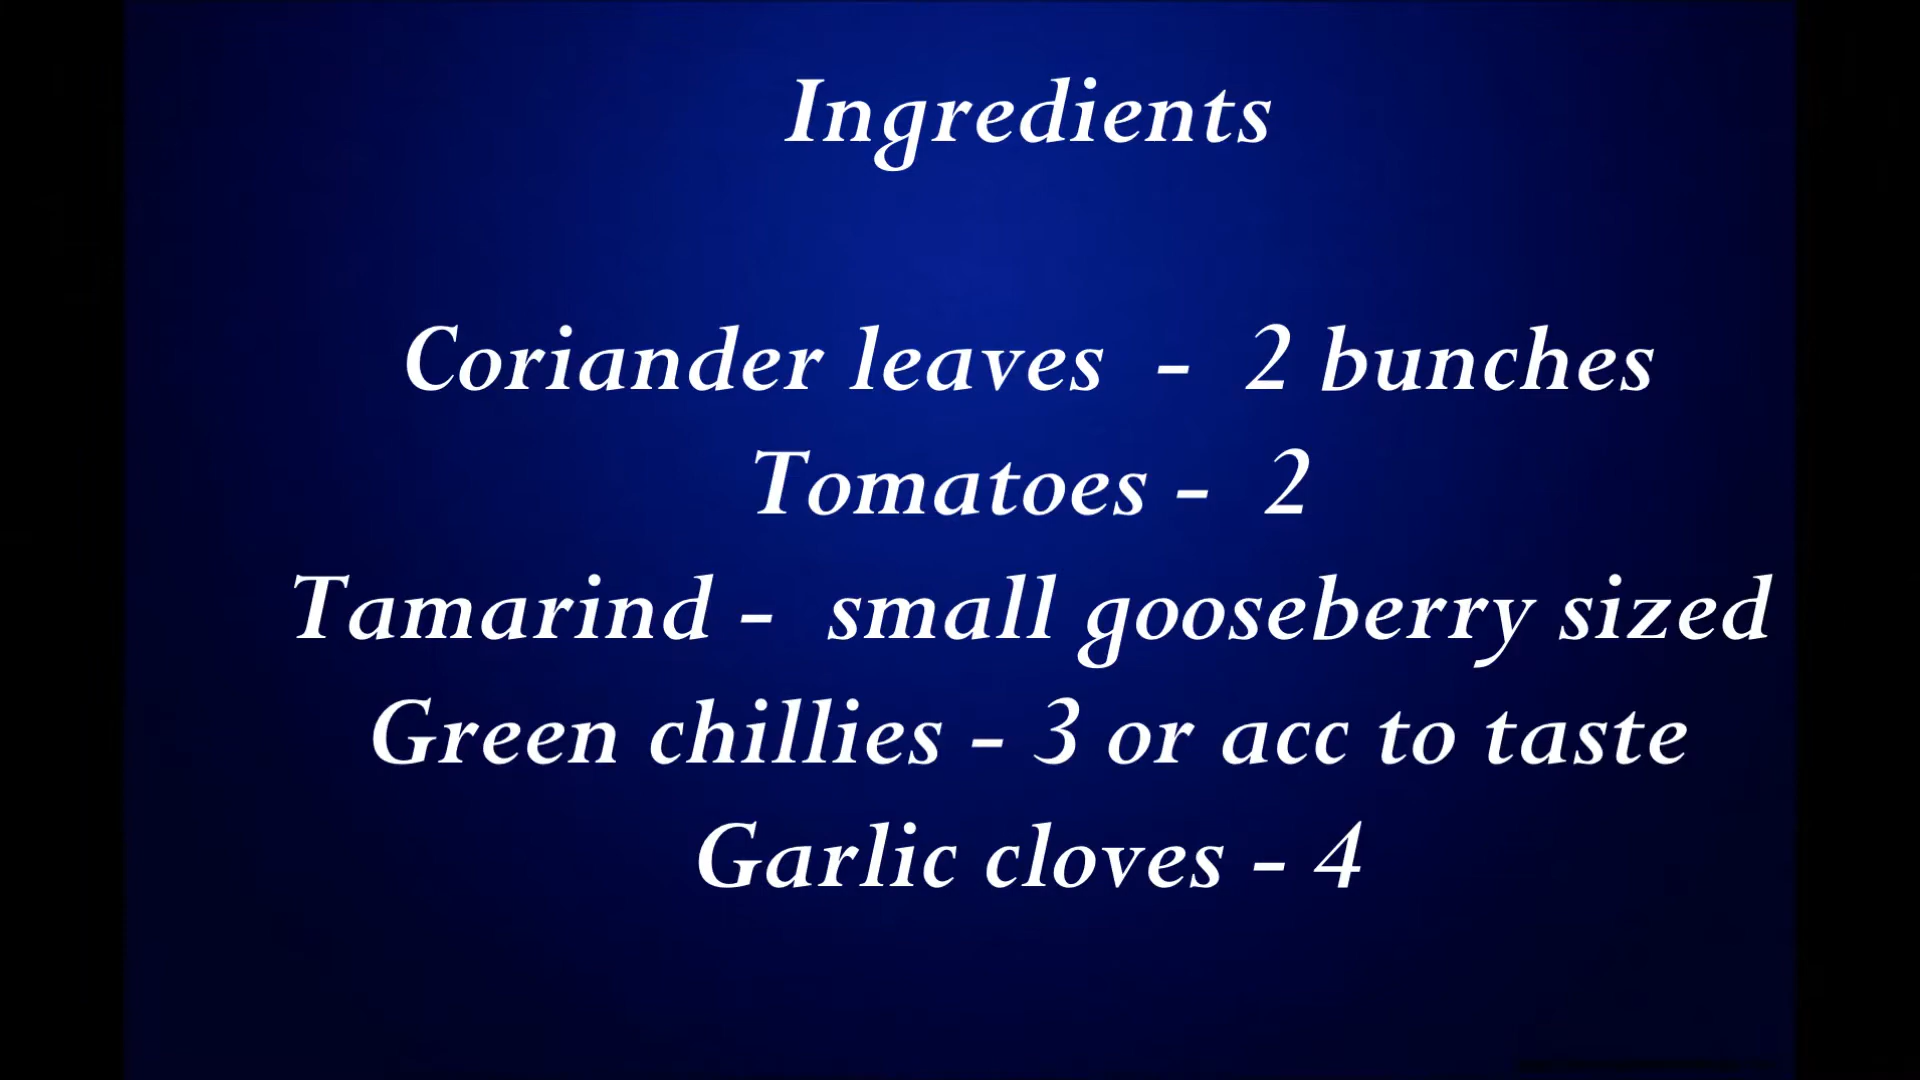 Ingredients
Coriander leaves - 2 bunches
Tomatoes - 2
Tamarind - small gooseberry sized
Green chillies - 3 or acc to taste
Garlic cloves - 4